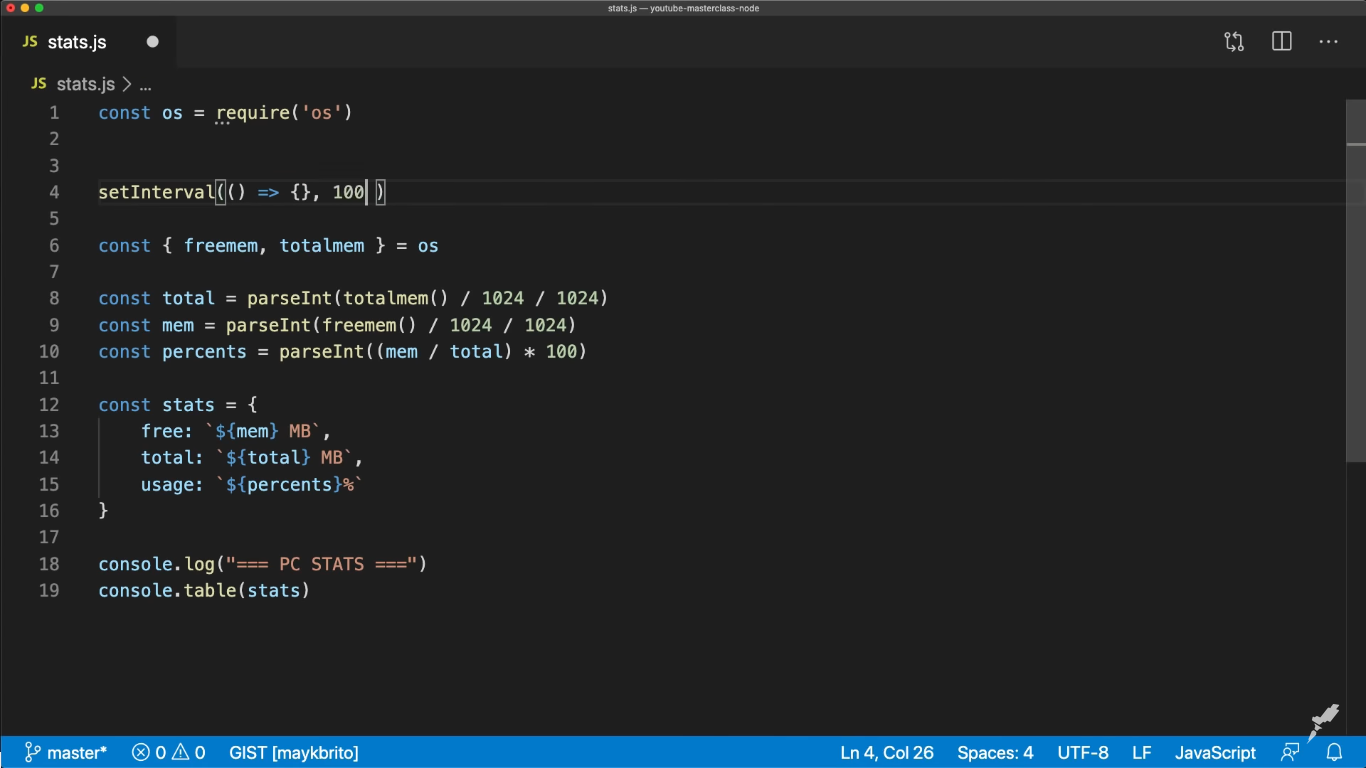 stats.js — youtube-masterclass-node
JS stats.js
JS stats.js > ...
1 const os = require('os')
2
3
4 setInterval(() => {}, 100 )
5
6 const { freemem, totalmem } = os
7
8 const total = parseInt(totalmem() / 1024 / 1024)
9 const mem = parseInt(freemem() / 1024 / 1024)
10 const percents = parseInt((mem / total) * 100)
11
12 const stats = {
13 free: `${mem} MB`,
14 total: `${total} MB`,
15 usage: `${percents}%`
16 }
17
18 console.log("=== PC STATS ===")
19 console.table(stats)
master* 0 0 GIST [maykbrito] Ln 4, Col 26 Spaces: 4 UTF-8 LF JavaScript